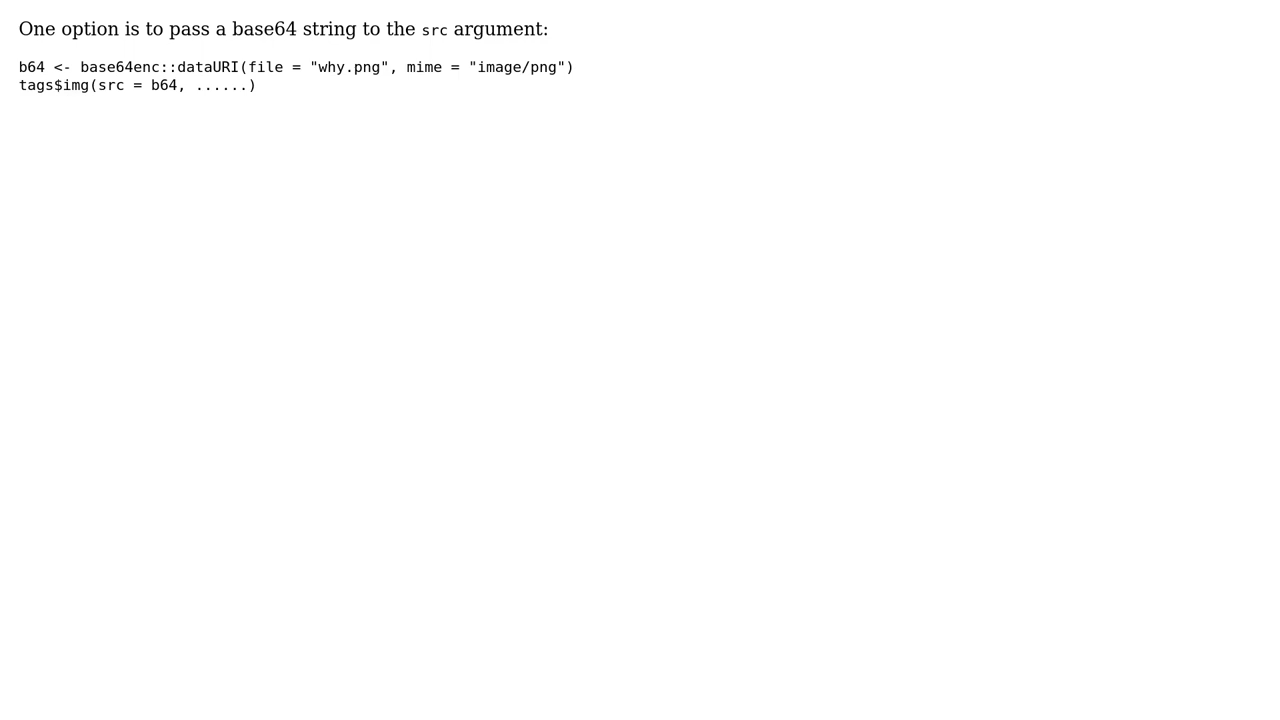 One option is to pass a base64 string to the src argument:
b64 <- base64enc::dataURI(file = "why.png", mime = "image/png")
tags$img(src = b64, ......)